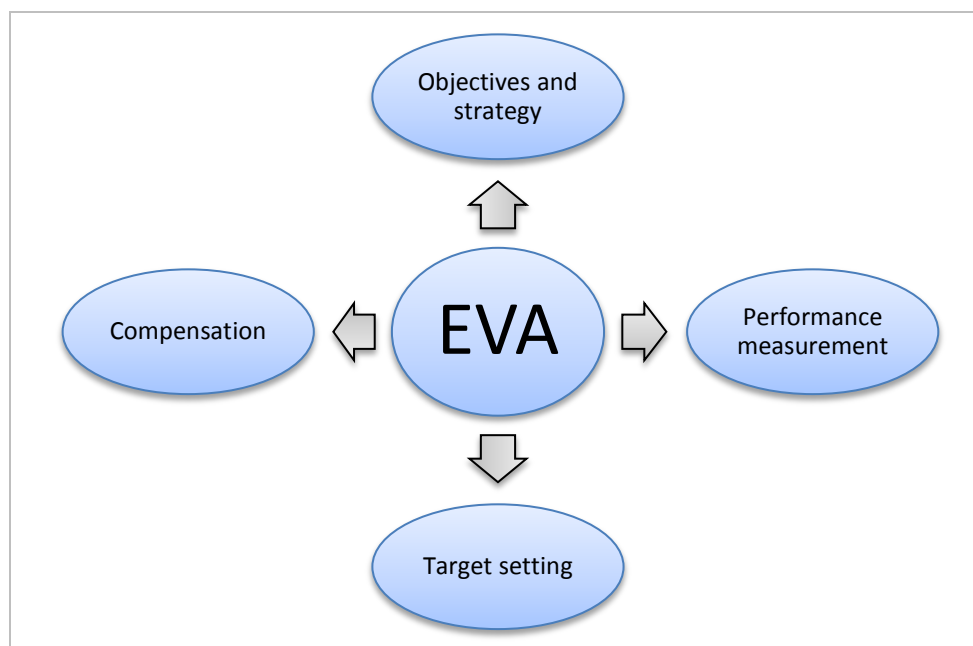 Objectives and
strategy
Compensation
EVA
Performance
measurement
Target setting